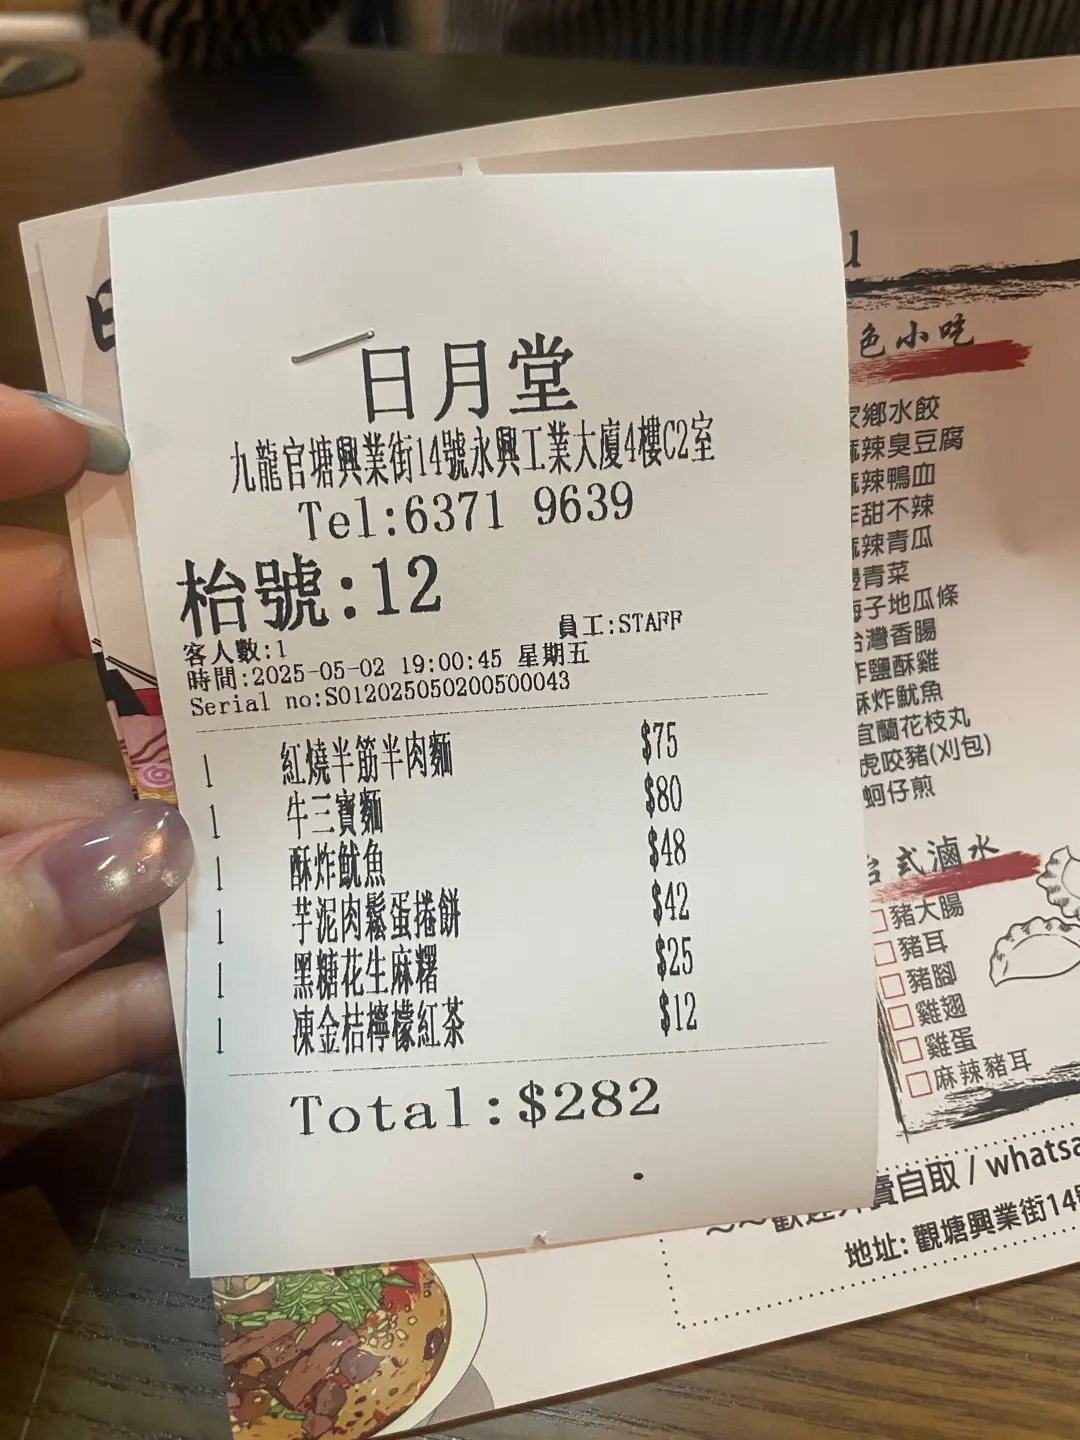 日月堂
九龍官塘興業街14號永興工業大廈4樓C2室
Tel:6371 9639
枱號:12
客人數:1
員工:STAFF
時間:2025-05-02 19:00:45 星期五
Serial no:S01202505020050​0043
1 紅燒半筋半肉麵 $75
1 牛三寶麵 $80
1 酥炸魷魚 $48
1 芋泥肉鬆蛋捲餅 $42
1 黑糖花生麻糬 $25
1 凍金桔檸檬紅茶 $12
Total:$282
色小吃
鄉水餃
辣臭豆腐
辣鴨血
甜不辣
辣青瓜
青菜
子地瓜條
灣香腸
鹽酥雞
炸魷魚
宜蘭花枝丸
虎咬豬(刈包)
蚵仔煎
台式滷水
豬大腸
豬耳
豬腳
雞翅
雞蛋
麻辣豬耳
自取 / whatsa
地址: 觀塘興業街14